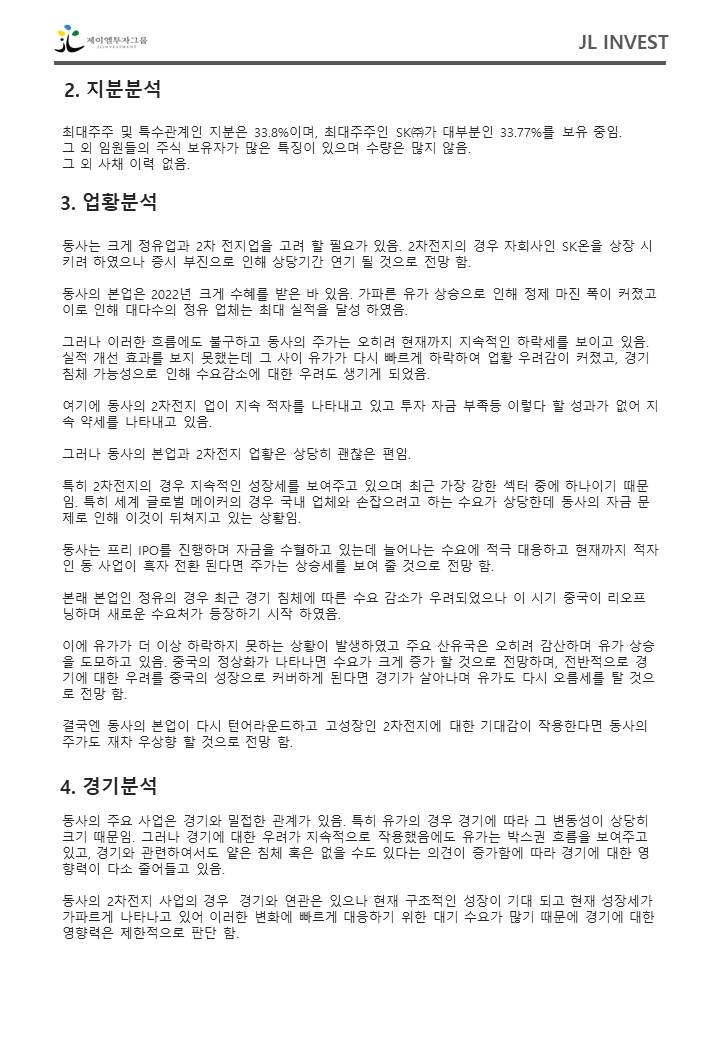 제이엘투자그룹
JLINVESTMENT
JL INVEST
2. 지분분석
최대주주 및 특수관계인 지분은 33.8%이며, 최대주주인 SK㈜가 대부분인 33.77%를 보유 중임.
그 외 임원들의 주식 보유자가 많은 특징이 있으며 수량은 많지 않음.
그 외 사채 이력 없음.
3. 업황분석
동사는 크게 정유업과 2차 전지업을 고려 할 필요가 있음. 2차전지의 경우 자회사인 SK온을 상장 시
키려 하였으나 증시 부진으로 인해 상당기간 연기 될 것으로 전망 함.
동사의 본업은 2022년 크게 수혜를 받은 바 있음. 가파른 유가 상승으로 인해 정제 마진 폭이 커졌고
이로 인해 대다수의 정유 업체는 최대 실적을 달성 하였음.
그러나 이러한 흐름에도 불구하고 동사의 주가는 오히려 현재까지 지속적인 하락세를 보이고 있음.
실적 개선 효과를 보지 못했는데 그 사이 유가가 다시 빠르게 하락하여 업황 우려감이 커졌고, 경기
침체 가능성으로 인해 수요감소에 대한 우려도 생기게 되었음.
여기에 동사의 2차전지 업이 지속 적자를 나타내고 있고 투자 자금 부족등 이렇다 할 성과가 없어 지
속 약세를 나타내고 있음.
그러나 동사의 본업과 2차전지 업황은 상당히 괜찮은 편임.
특히 2차전지의 경우 지속적인 성장세를 보여주고 있으며 최근 가장 강한 섹터 중에 하나이기 때문
임. 특히 세계 글로벌 메이커의 경우 국내 업체와 손잡으려고 하는 수요가 상당한데 동사의 자금 문
제로 인해 이것이 뒤쳐지고 있는 상황임.
동사는 프리 IPO를 진행하며 자금을 수혈하고 있는데 늘어나는 수요에 적극 대응하고 현재까지 적자
인 동 사업이 흑자 전환 된다면 주가는 상승세를 보여 줄 것으로 전망 함.
본래 본업인 정유의 경우 최근 경기 침체에 따른 수요 감소가 우려되었으나 이 시기 중국이 리오프
닝하며 새로운 수요처가 등장하기 시작 하였음.
이에 유가가 더 이상 하락하지 못하는 상황이 발생하였고 주요 산유국은 오히려 감산하며 유가 상승
을 도모하고 있음. 중국의 정상화가 나타나면 수요가 크게 증가 할 것으로 전망하며, 전반적으로 경
기에 대한 우려를 중국의 성장으로 커버하게 된다면 경기가 살아나며 유가도 다시 오름세를 탈 것으
로 전망 함.
결국엔 동사의 본업이 다시 턴어라운드하고 고성장인 2차전지에 대한 기대감이 작용한다면 동사의
주가도 재차 우상향 할 것으로 전망 함.
4. 경기분석
동사의 주요 사업은 경기와 밀접한 관계가 있음. 특히 유가의 경우 경기에 따라 그 변동성이 상당히
크기 때문임. 그러나 경기에 대한 우려가 지속적으로 작용했음에도 유가는 박스권 흐름을 보여주고
있고, 경기와 관련하여서도 얕은 침체 혹은 없을 수도 있다는 의견이 증가함에 따라 경기에 대한 영
향력이 다소 줄어들고 있음.
동사의 2차전지 사업의 경우 경기와 연관은 있으나 현재 구조적인 성장이 기대 되고 현재 성장세가
가파르게 나타나고 있어 이러한 변화에 빠르게 대응하기 위한 대기 수요가 많기 때문에 경기에 대한
영향력은 제한적으로 판단 함.